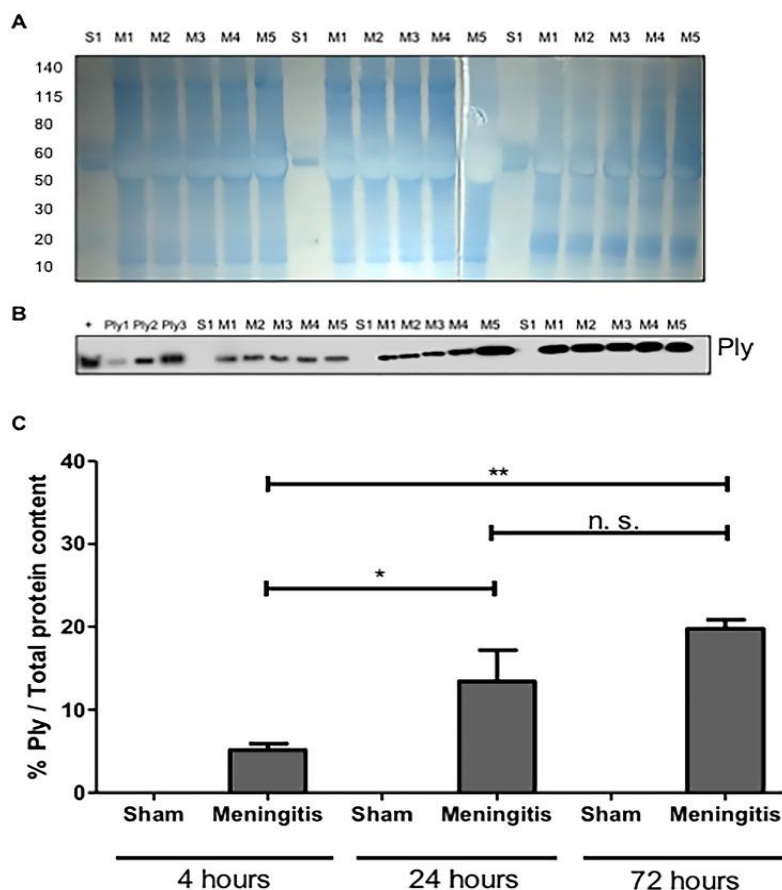 A
S1 M1 M2 M3 M4 M5 S1 M1 M2 M3 M4 M5 S1 M1 M2 M3 M4 M5
140
115
80
60
50
30
20
10
B
+ Ply1 Ply2 Ply3 S1 M1 M2 M3 M4 M5 S1 M1 M2 M3 M4 M5 S1 M1 M2 M3 M4 M5
Ply
C
% Ply / Total protein content
40
30
20
10
0
**
n. s.
*
Sham Meningitis Sham Meningitis Sham Meningitis
4 hours 24 hours 72 hours